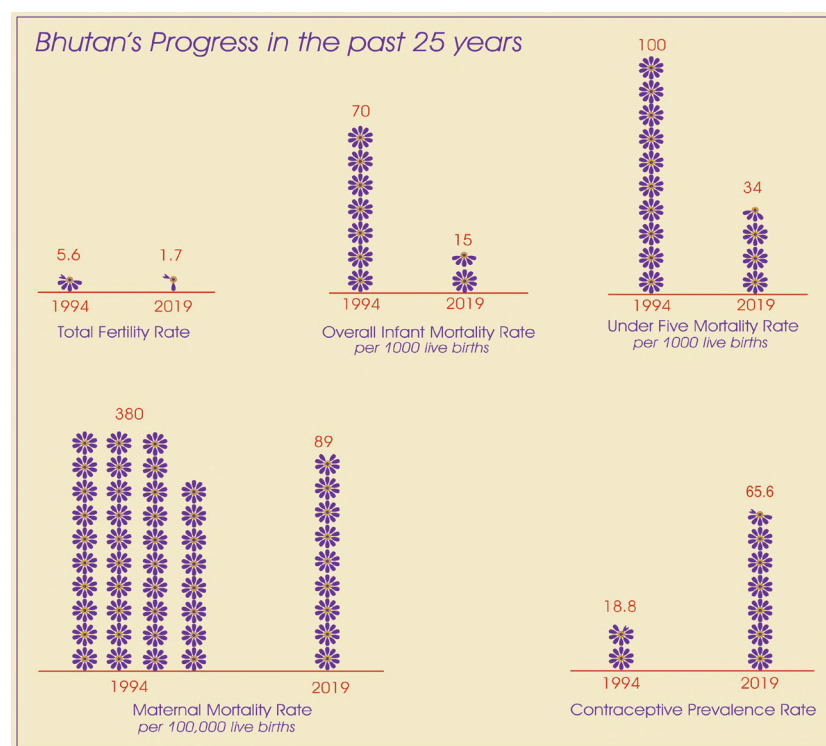 Bhutan's Progress in the past 25 years
5.6
1.7
1994
2019
Total Fertility Rate
70
15
1994
2019
Overall Infant Mortality Rate
per 1000 live births
100
34
1994
2019
Under Five Mortality Rate
per 1000 live births
380
89
1994
2019
Maternal Mortality Rate
per 100,000 live births
18.8
65.6
1994
2019
Contraceptive Prevalence Rate